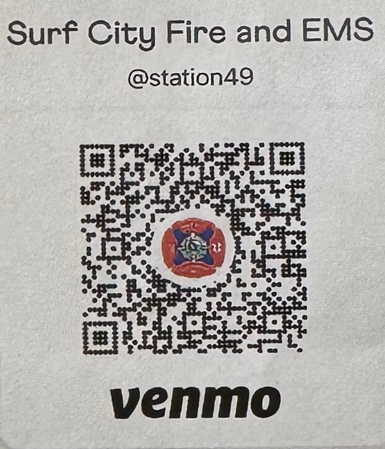 Surf City Fire and EMS
@station49
venmo